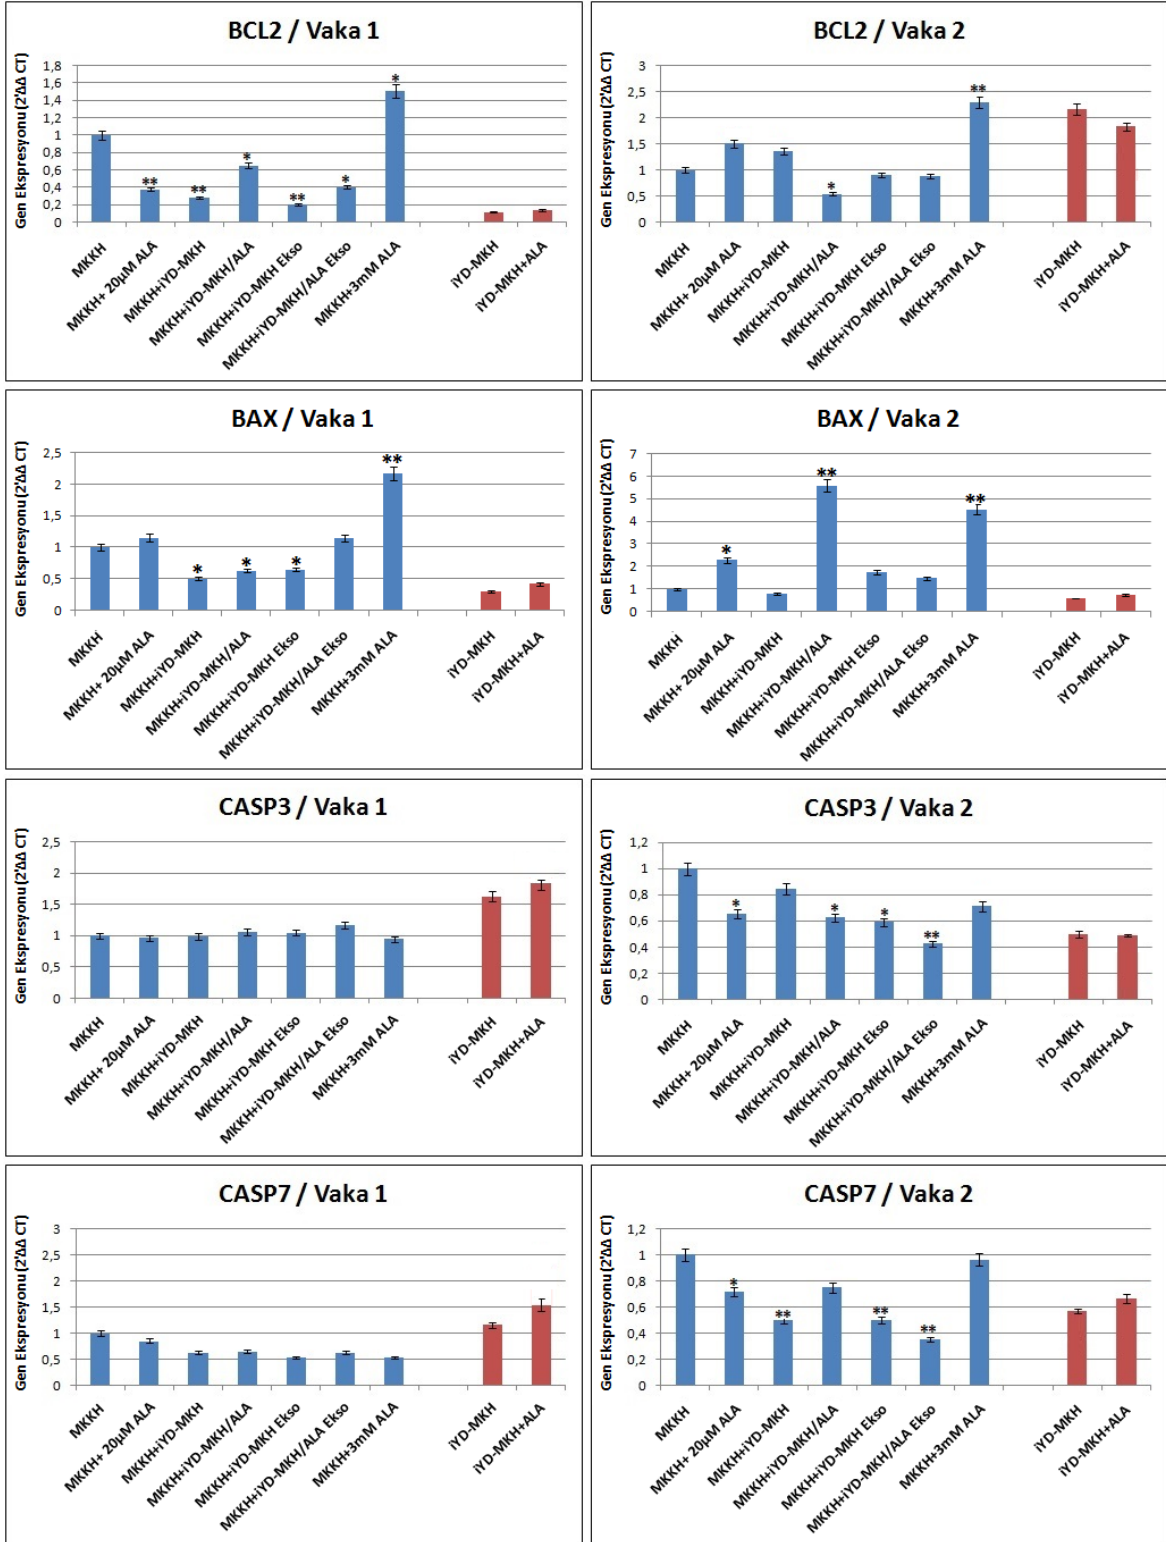 BCL2 / Vaka 1
Gen Ekspresyonu (2'ΔΔ CT)
1,8
1,6
1,4
1,2
1
0,8
0,6
0,4
0,2
0
*
**
**
*
**
*
MKKH
MKKH+ 20µM ALA
MKKH+iYD-MKH
MKKH+iYD-MKH/ALA
MKKH+iYD-MKH Ekso
MKKH+iYD-MKH/ALA Ekso
MKKH+3mM ALA
iYD-MKH
iYD-MKH+ALA
BCL2 / Vaka 2
Gen Ekspresyonu (2'ΔΔ CT)
3
2,5
2
1,5
1
0,5
0
*
**
MKKH
MKKH+ 20µM ALA
MKKH+iYD-MKH
MKKH+iYD-MKH/ALA
MKKH+iYD-MKH Ekso
MKKH+iYD-MKH/ALA Ekso
MKKH+3mM ALA
iYD-MKH
iYD-MKH+ALA
BAX / Vaka 1
Gen Ekspresyonu (2'ΔΔ CT)
2,5
2
1,5
1
0,5
0
*
*
*
**
MKKH
MKKH+ 20µM ALA
MKKH+iYD-MKH
MKKH+iYD-MKH/ALA
MKKH+iYD-MKH Ekso
MKKH+iYD-MKH/ALA Ekso
MKKH+3mM ALA
iYD-MKH
iYD-MKH+ALA
BAX / Vaka 2
Gen Ekspresyonu (2'ΔΔ CT)
7
6
5
4
3
2
1
0
*
**
**
MKKH
MKKH+ 20µM ALA
MKKH+iYD-MKH
MKKH+iYD-MKH/ALA
MKKH+iYD-MKH Ekso
MKKH+iYD-MKH/ALA Ekso
MKKH+3mM ALA
iYD-MKH
iYD-MKH+ALA
CASP3 / Vaka 1
Gen Ekspresyonu (2'ΔΔ CT)
2,5
2
1,5
1
0,5
0
MKKH
MKKH+ 20µM ALA
MKKH+iYD-MKH
MKKH+iYD-MKH/ALA
MKKH+iYD-MKH Ekso
MKKH+iYD-MKH/ALA Ekso
MKKH+3mM ALA
iYD-MKH
iYD-MKH+ALA
CASP3 / Vaka 2
Gen Ekspresyonu (2'ΔΔ CT)
1,2
1
0,8
0,6
0,4
0,2
0
*
*
*
**
MKKH
MKKH+ 20µM ALA
MKKH+iYD-MKH
MKKH+iYD-MKH/ALA
MKKH+iYD-MKH Ekso
MKKH+iYD-MKH/ALA Ekso
MKKH+3mM ALA
iYD-MKH
iYD-MKH+ALA
CASP7 / Vaka 1
Gen Ekspresyonu (2'ΔΔ CT)
3
2,5
2
1,5
1
0,5
0
MKKH
MKKH+ 20µM ALA
MKKH+iYD-MKH
MKKH+iYD-MKH/ALA
MKKH+iYD-MKH Ekso
MKKH+iYD-MKH/ALA Ekso
MKKH+3mM ALA
iYD-MKH
iYD-MKH+ALA
CASP7 / Vaka 2
Gen Ekspresyonu (2'ΔΔ CT)
1,2
1
0,8
0,6
0,4
0,2
0
*
**
**
**
MKKH
MKKH+ 20µM ALA
MKKH+iYD-MKH
MKKH+iYD-MKH/ALA
MKKH+iYD-MKH Ekso
MKKH+iYD-MKH/ALA Ekso
MKKH+3mM ALA
iYD-MKH
iYD-MKH+ALA